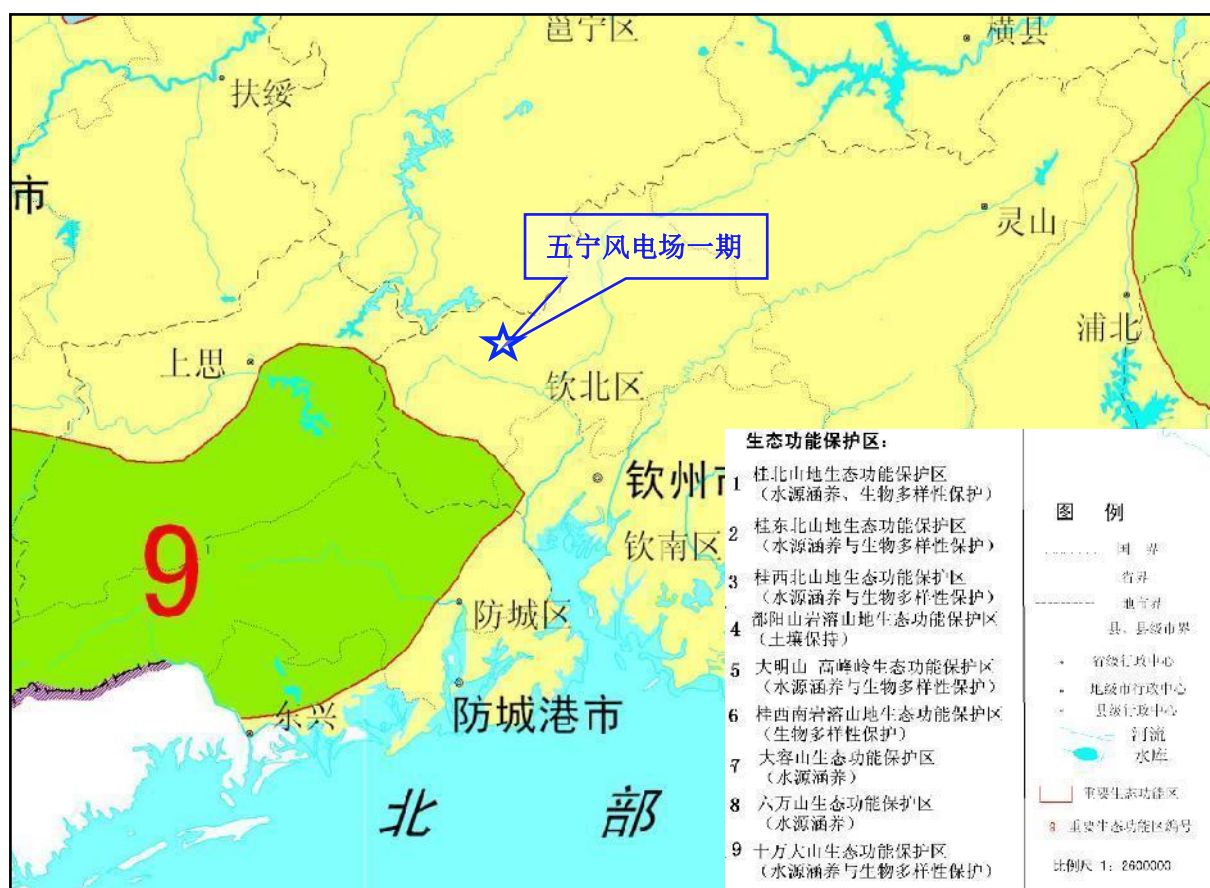 邕宁区
横县
扶绥
市
灵山
五宁风电场一期
浦北
上思
钦北区
钦州市
钦南区
9
防城区
东兴
防城港市
北 部
生态功能保护区：
1 桂北山地生态功能保护区
（水源涵养、生物多样性保护）
2 桂东北山地生态功能保护区
（水源涵养与生物多样性保护）
3 桂西北山地生态功能保护区
（水源涵养与生物多样性保护）
4 都阳山岩溶山地生态功能保护区
（土壤保持）
5 大明山 高峰岭生态功能保护区
（水源涵养与生物多样性保护）
6 桂西南岩溶山地生态功能保护区
（生物多样性保护）
7 大容山生态功能保护区
（水源涵养）
8 六万山生态功能保护区
（水源涵养）
9 十万大山生态功能保护区
（水源涵养与生物多样性保护）
图 例
国 界
省界
地市界
县、县级市界
省级行政中心
地级市行政中心
县级行政中心
河流
水库
重要生态功能区
9 重要生态功能区编号
比例尺 1：2600000